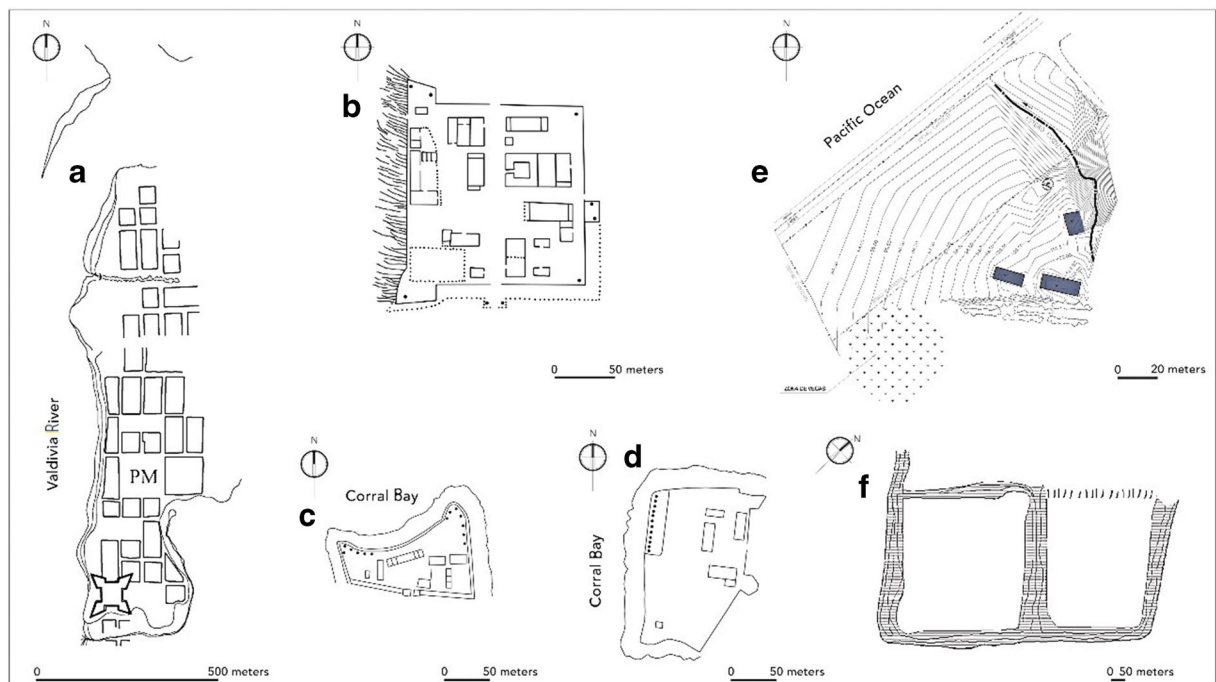 N
a
Valdivia River
PM
0 500 meters
N
b
0 50 meters
N
c
Corral Bay
0 50 meters
N
d
Corral Bay
0 50 meters
N
e
Pacific Ocean
ZONA DE VEGAS
0 20 meters
N
f
0 50 meters